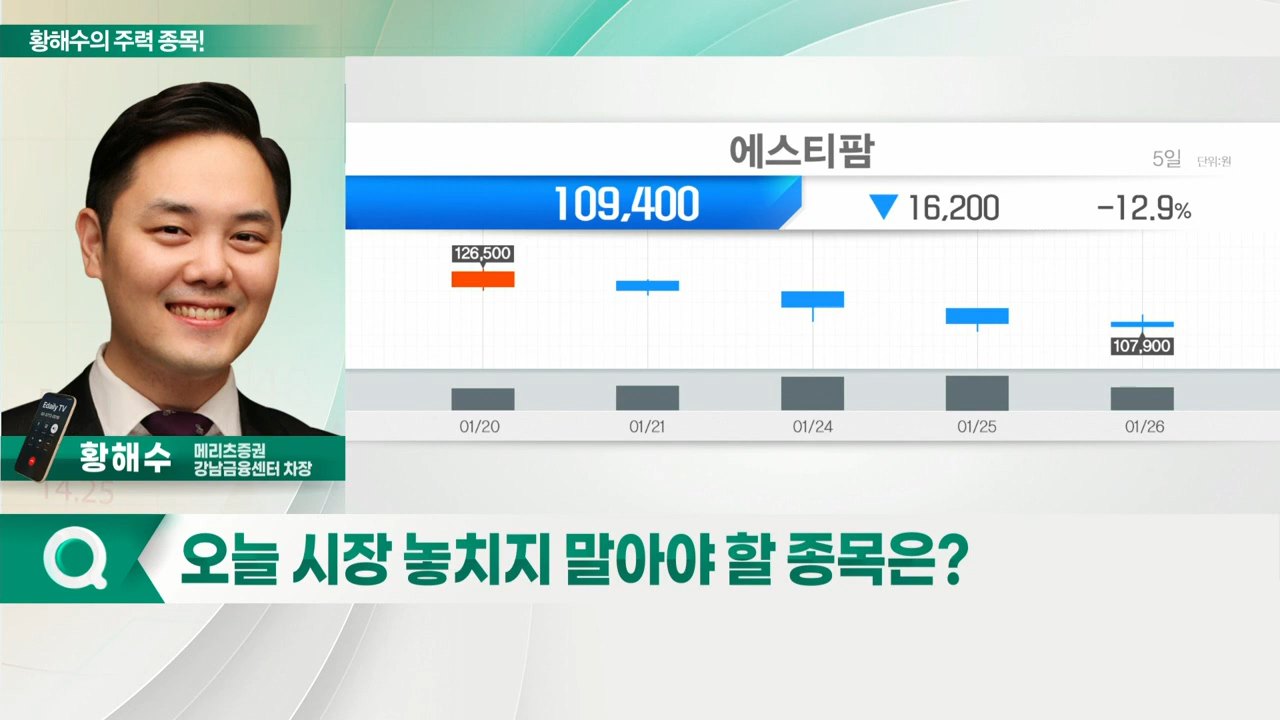 황해수의 주력 종목!
에스티팜
5일 단위:원
109,400 ▼ 16,200 -12.9%
126,500
107,900
01/20 01/21 01/24 01/25 01/26
Edaily TV
황해수 메리츠증권
강남금융센터 차장
14.25
Q 오늘 시장 놓치지 말아야 할 종목은?